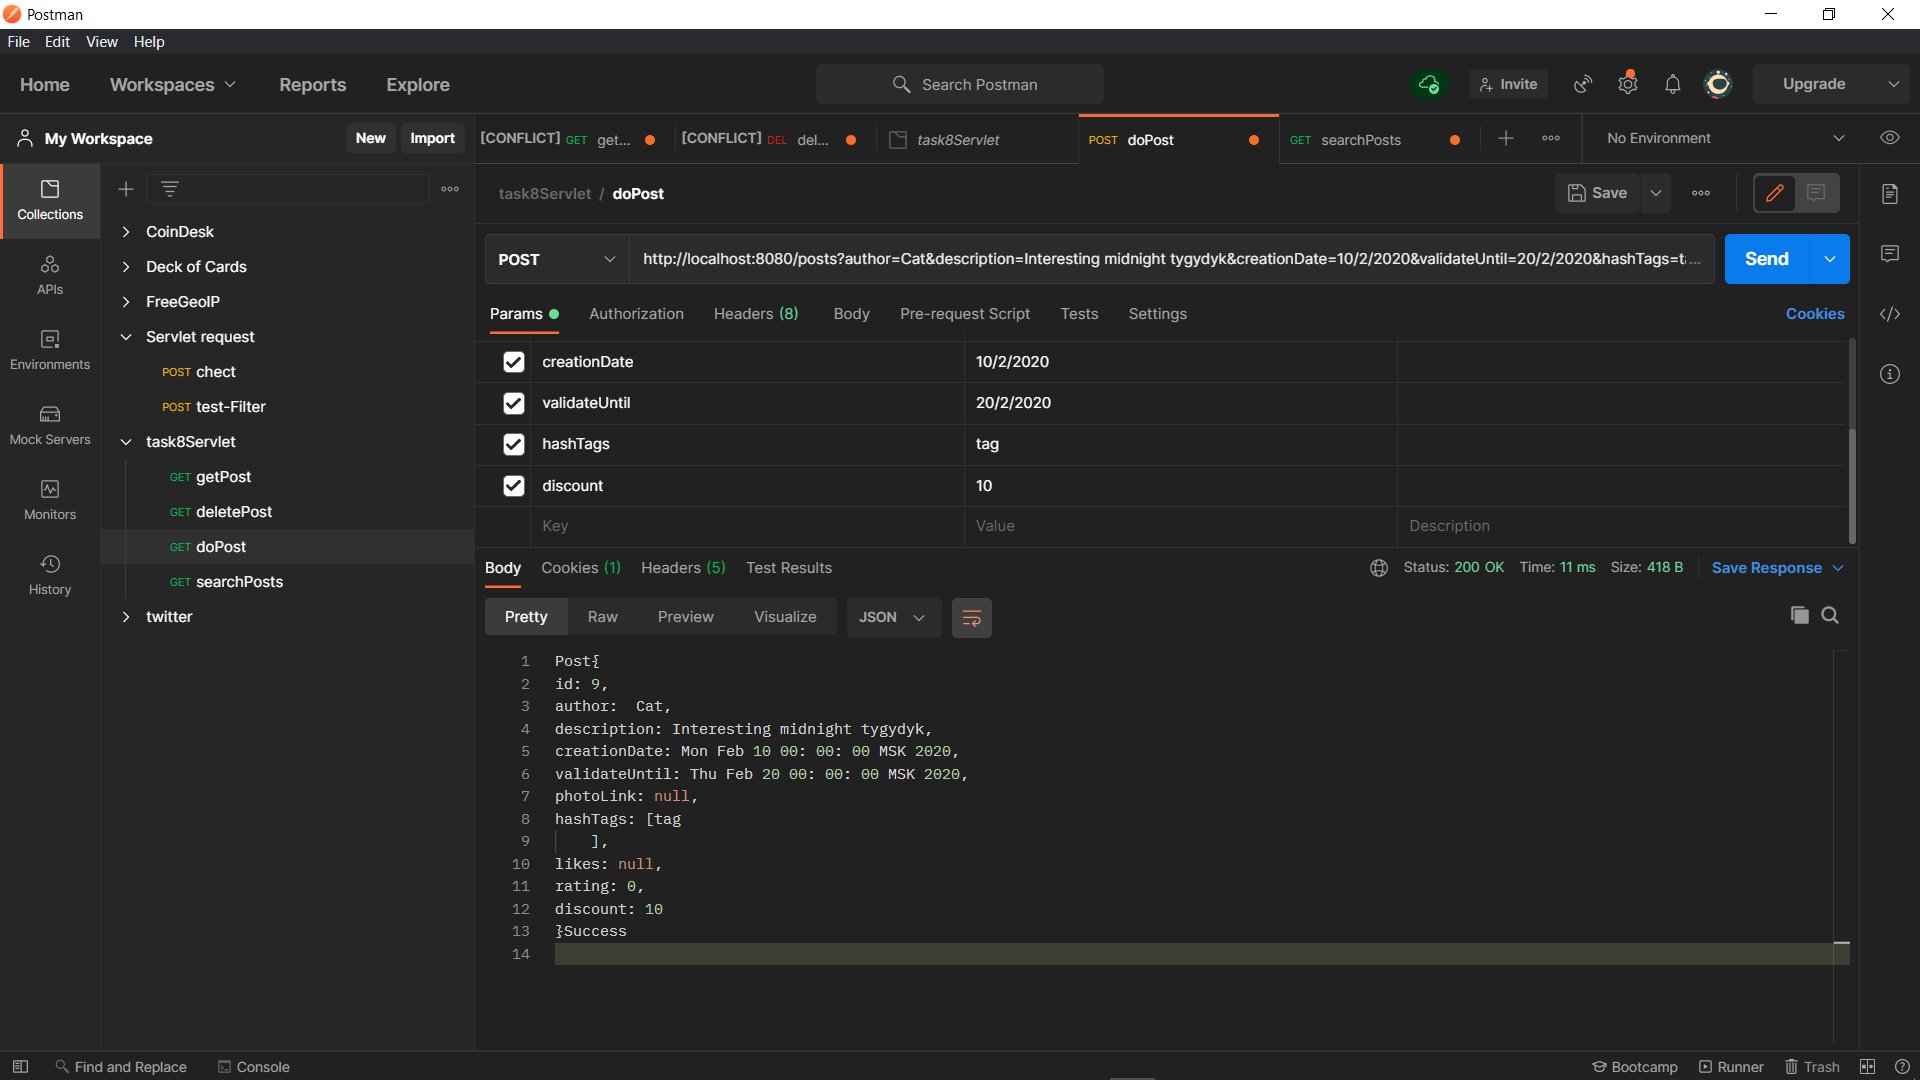 Postman
File Edit View Help
Home Workspaces Reports Explore Search Postman Invite Upgrade
My Workspace New Import [CONFLICT] GET get... [CONFLICT] DEL del... task8Servlet POST doPost GET searchPosts No Environment
task8Servlet / doPost Save
Collections
APIs
Environments
Mock Servers
Monitors
History
CoinDesk
Deck of Cards
FreeGeoIP
Servlet request
POST chect
POST test-Filter
task8Servlet
GET getPost
GET deletePost
GET doPost
GET searchPosts
twitter
POST http://localhost:8080/posts?author=Cat&description=Interesting midnight tygydyk&creationDate=10/2/2020&validateUntil=20/2/2020&hashTags=t... Send
Params Authorization Headers (8) Body Pre-request Script Tests Settings Cookies
creationDate 10/2/2020
validateUntil 20/2/2020
hashTags tag
discount 10
Key Value Description
Body Cookies (1) Headers (5) Test Results Status: 200 OK Time: 11 ms Size: 418 B Save Response
Pretty Raw Preview Visualize JSON
1 Post{
2 id: 9,
3 author:  Cat,
4 description: Interesting midnight tygydyk,
5 creationDate: Mon Feb 10 00: 00: 00 MSK 2020,
6 validateUntil: Thu Feb 20 00: 00: 00 MSK 2020,
7 photoLink: null,
8 hashTags: [tag
9     ],
10 likes: null,
11 rating: 0,
12 discount: 10
13 }Success
14
Find and Replace Console Bootcamp Runner Trash